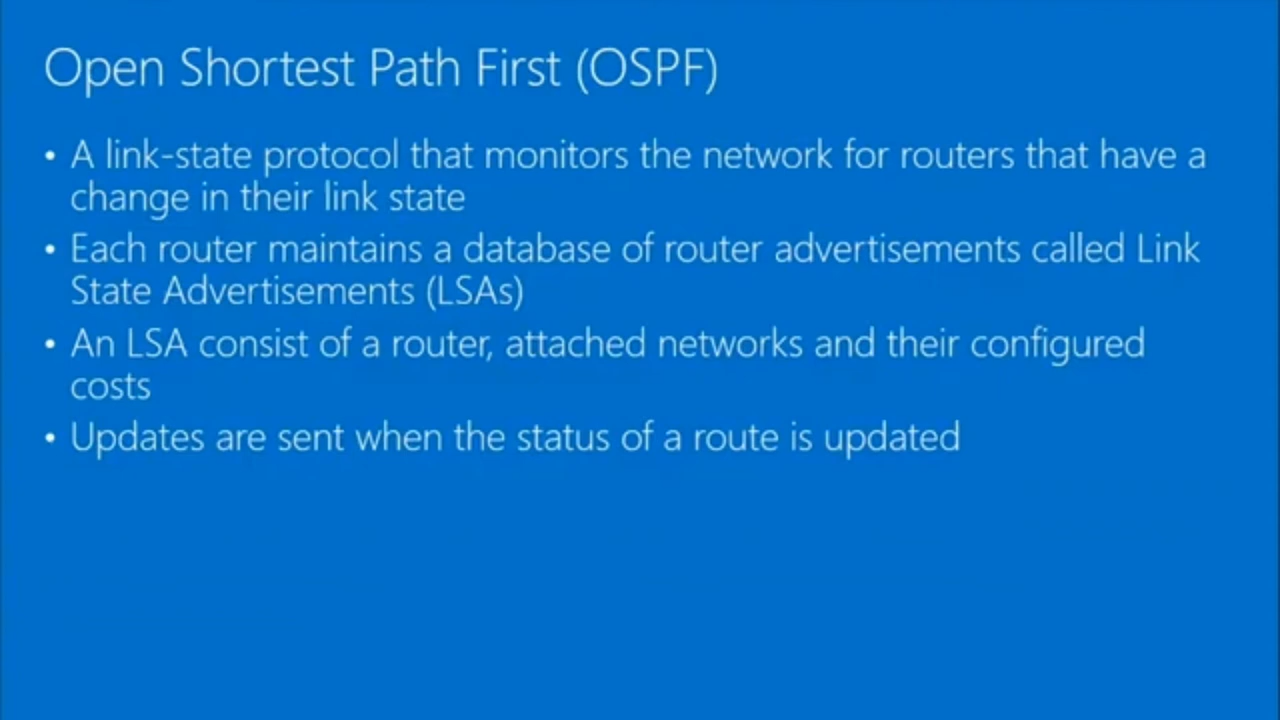 Open Shortest Path First (OSPF)
• A link-state protocol that monitors the network for routers that have a
change in their link state
• Each router maintains a database of router advertisements called Link
State Advertisements (LSAs)
• An LSA consist of a router, attached networks and their configured
costs
• Updates are sent when the status of a route is updated